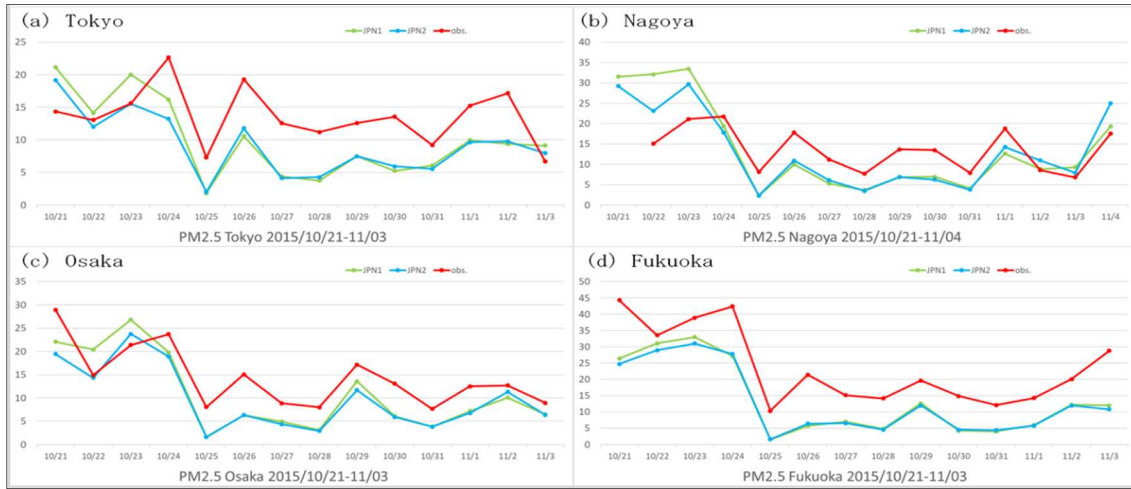 (a) Tokyo
JPN1 JPN2 obs.
25
20
15
10
5
0
10/21 10/22 10/23 10/24 10/25 10/26 10/27 10/28 10/29 10/30 10/31 11/1 11/2 11/3
PM2.5 Tokyo 2015/10/21-11/03
(b) Nagoya
JPN1 JPN2 obs.
40
35
30
25
20
15
10
5
0
10/21 10/22 10/23 10/24 10/25 10/26 10/27 10/28 10/29 10/30 10/31 11/1 11/2 11/3 11/4
PM2.5 Nagoya 2015/10/21-11/04
(c) Osaka
JPN1 JPN2 obs.
35
30
25
20
15
10
5
0
10/21 10/22 10/23 10/24 10/25 10/26 10/27 10/28 10/29 10/30 10/31 11/1 11/2 11/3
PM2.5 Osaka 2015/10/21-11/03
(d) Fukuoka
JPN1 JPN2 obs.
50
45
40
35
30
25
20
15
10
5
0
10/21 10/22 10/23 10/24 10/25 10/26 10/27 10/28 10/29 10/30 10/31 11/1 11/2 11/3
PM2.5 Fukuoka 2015/10/21-11/03